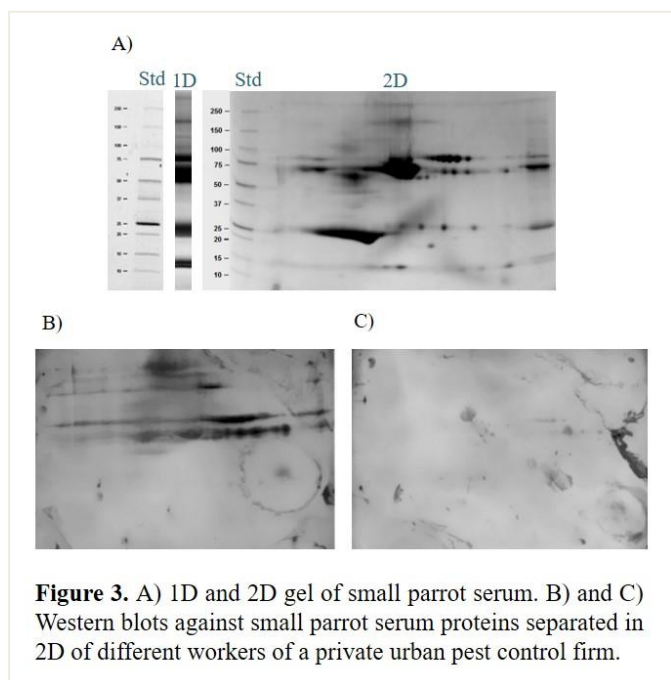 A)
Std 1D Std 2D
250 –
150 –
100 –
75 –
50 –
37 –
25 –
20 –
15 –
10 –
B) C)
Figure 3. A) 1D and 2D gel of small parrot serum. B) and C)
Western blots against small parrot serum proteins separated in
2D of different workers of a private urban pest control firm.